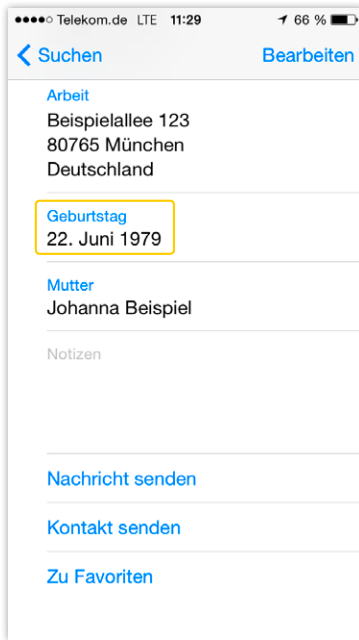 Telekom.de LTE 11:29 66 %
Suchen Bearbeiten
Arbeit
Beispielallee 123
80765 München
Deutschland
Geburtstag
22. Juni 1979
Mutter
Johanna Beispiel
Notizen
Nachricht senden
Kontakt senden
Zu Favoriten